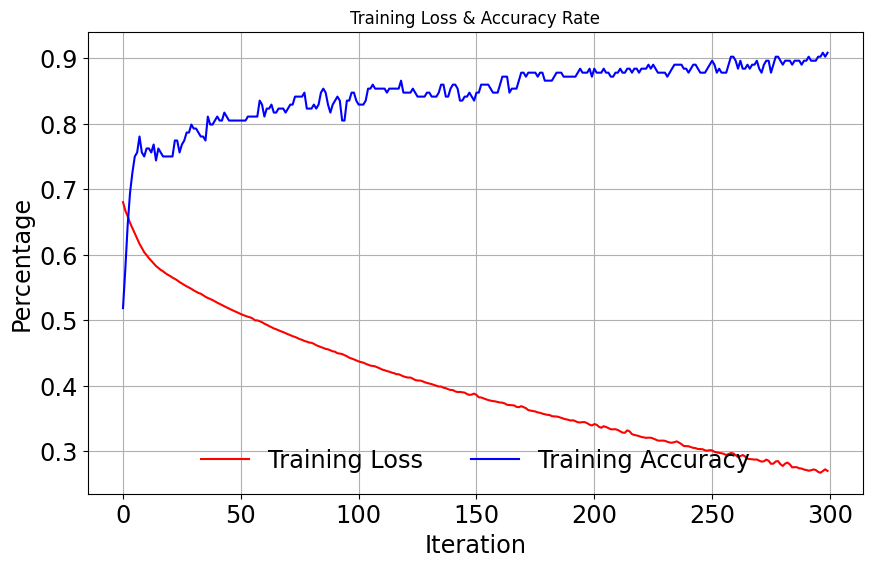 Training Loss & Accuracy Rate
Percentage
0.9
0.8
0.7
0.6
0.5
0.4
0.3
Training Loss Training Accuracy
0 50 100 150 200 250 300
Iteration